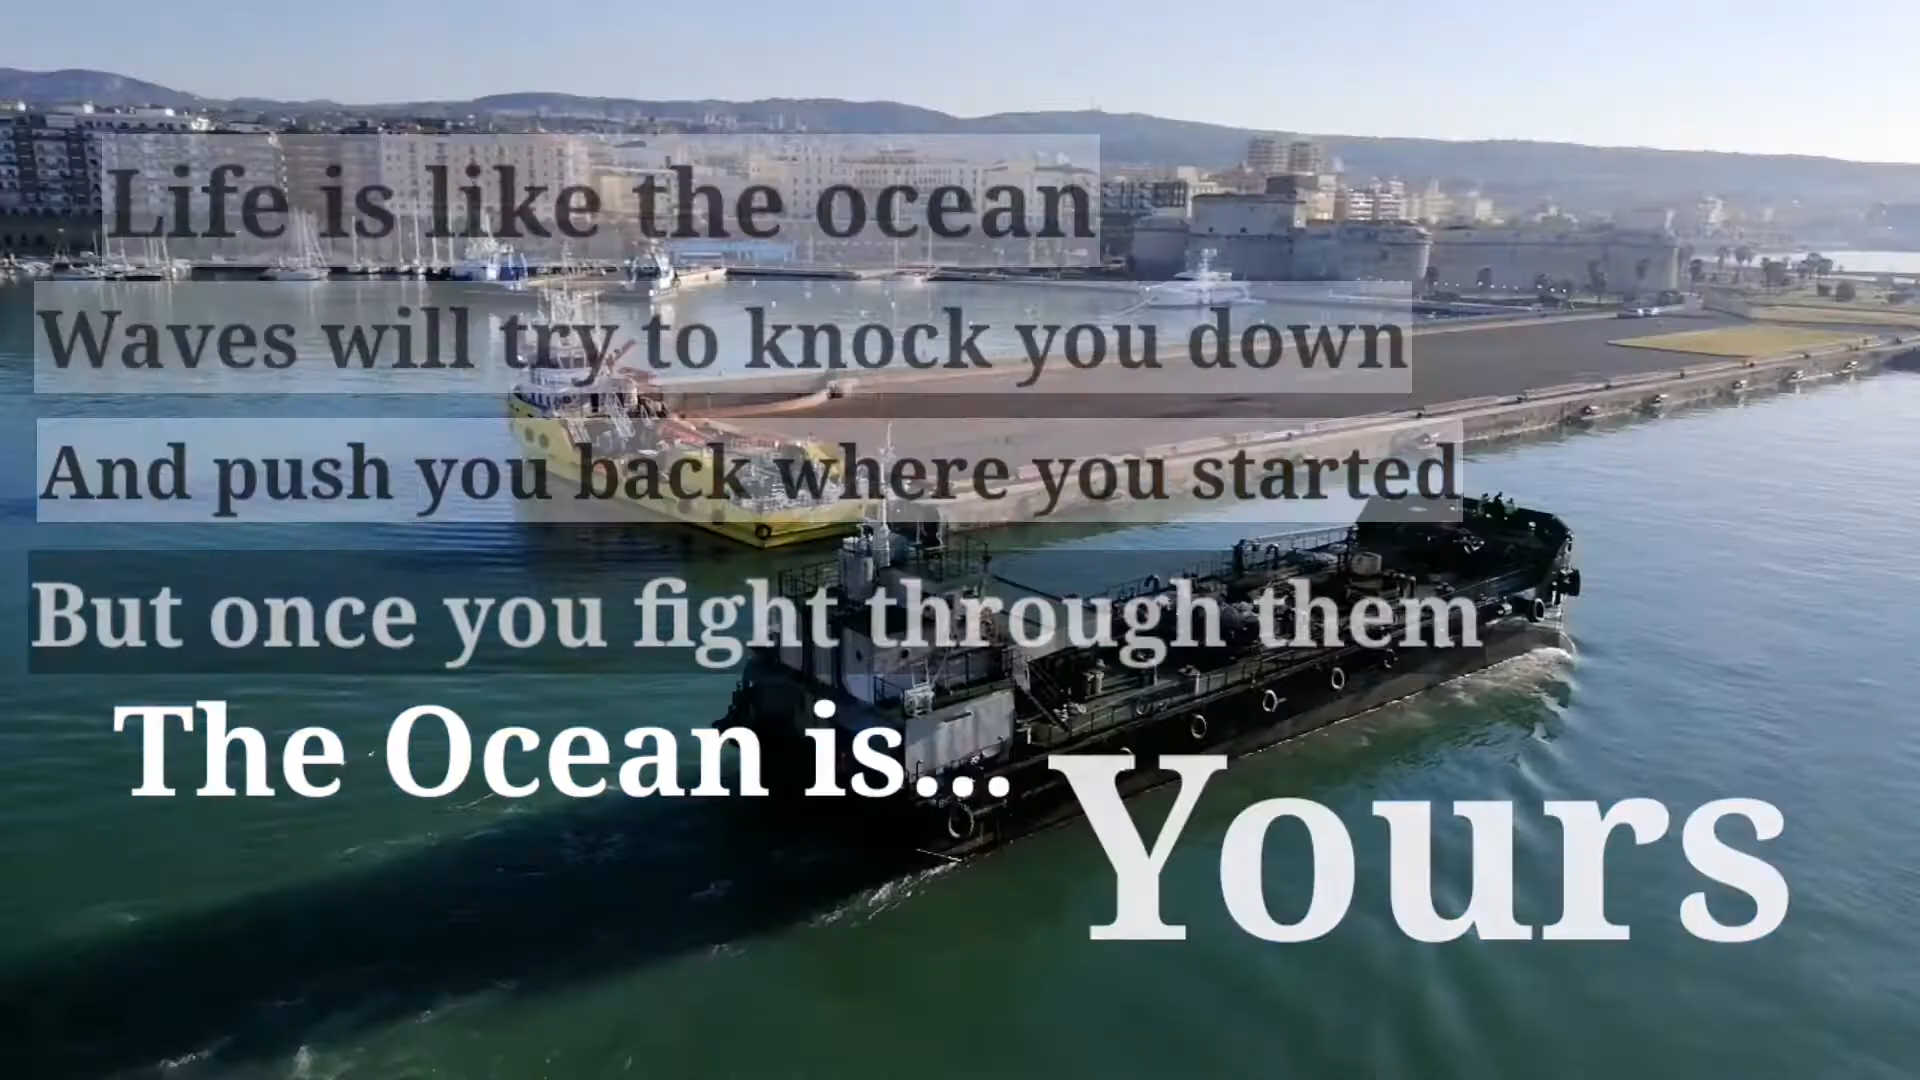 Life is like the ocean
Waves will try to knock you down
And push you back where you started
But once you fight through them
The Ocean is...
Yours